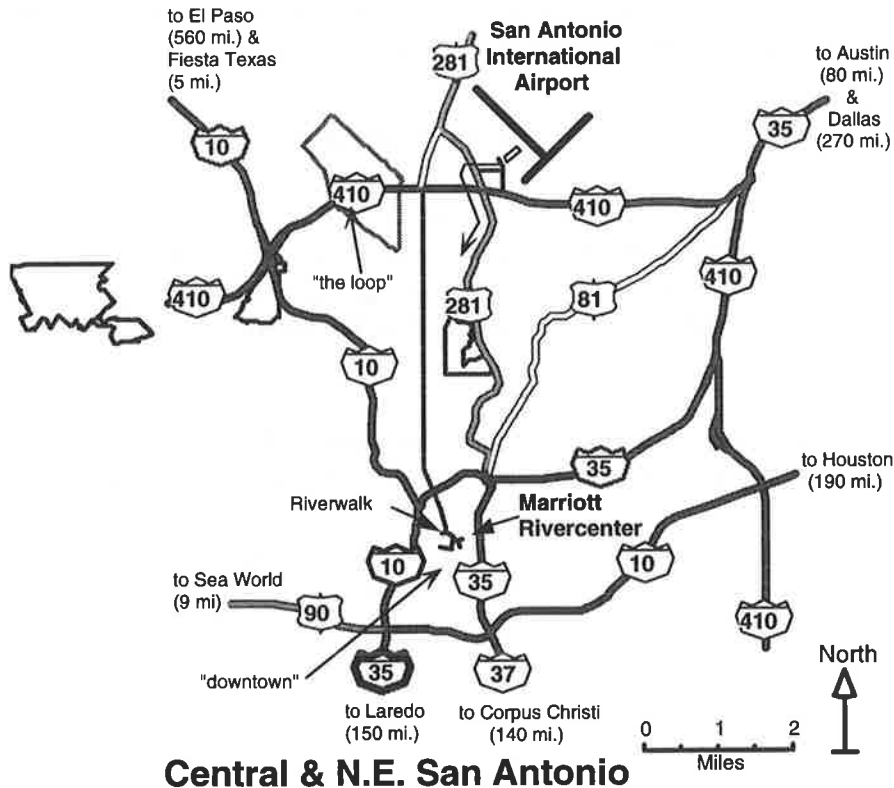 to El Paso
(560 mi.) &
Fiesta Texas
(5 mi.)
281
San Antonio
International
Airport
to Austin
(80 mi.)
&
Dallas
(270 mi.)
35
10
410
410
410
"the loop"
410
281
81
10
35
to Houston
(190 mi.)
Riverwalk
Marriott
Rivercenter
10
35
10
to Sea World
(9 mi)
90
410
"downtown"
35
37
to Laredo
(150 mi.)
to Corpus Christi
(140 mi.)
North
0 1 2
Miles
Central & N.E. San Antonio